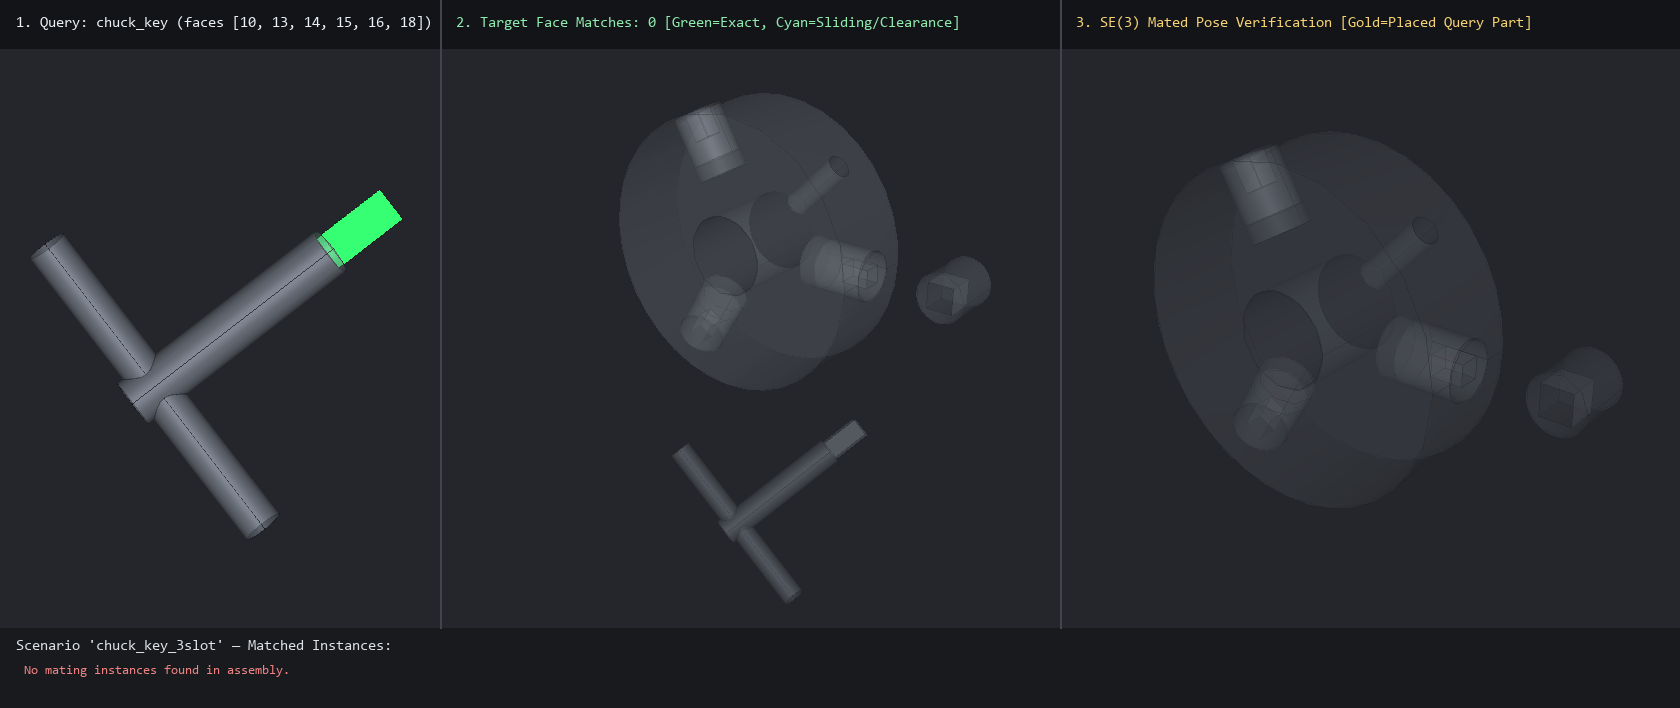 1. Query: chuck_key (faces [10, 13, 14, 15, 16, 18])
2. Target Face Matches: 0 [Green=Exact, Cyan=Sliding/Clearance]
3. SE(3) Mated Pose Verification [Gold=Placed Query Part]
Scenario 'chuck_key_3slot' — Matched Instances:
No mating instances found in assembly.